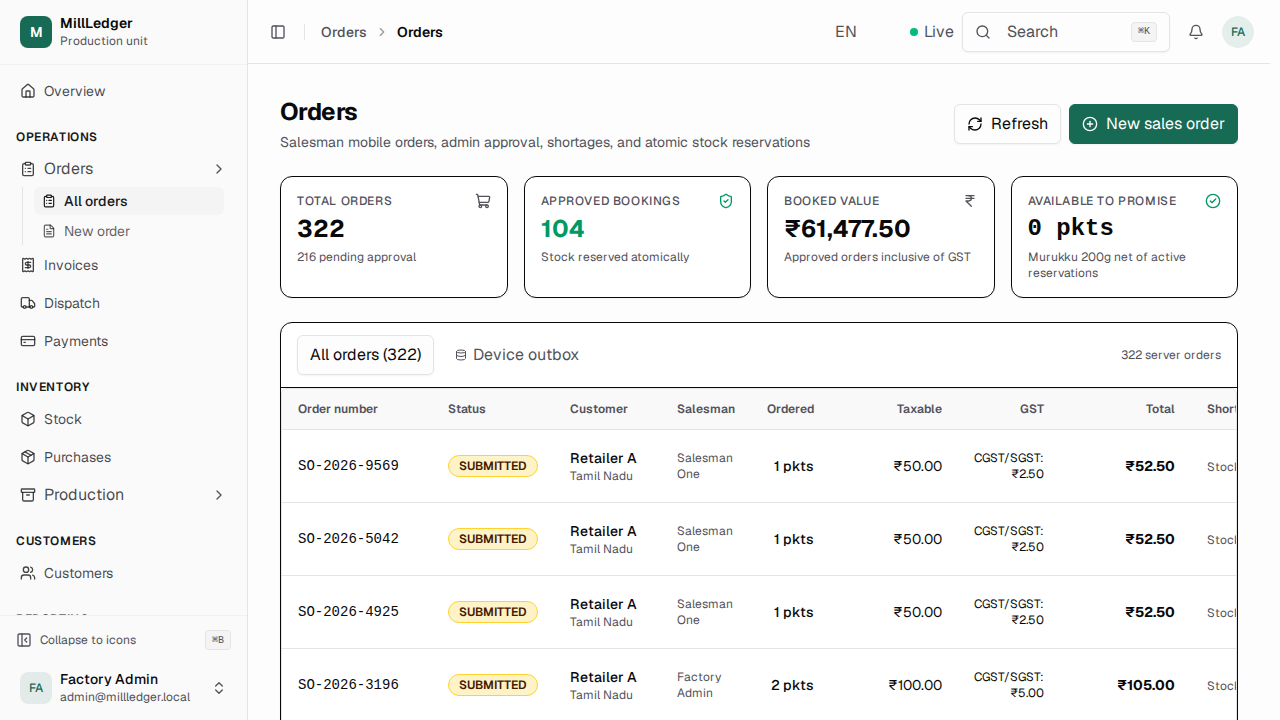 M
MillLedger
Production unit
Overview
OPERATIONS
Orders
All orders
New order
Invoices
Dispatch
Payments
INVENTORY
Stock
Purchases
Production
CUSTOMERS
Customers
Collapse to icons ⌘B
FA
Factory Admin
admin@millledger.local
Orders > Orders
EN
Live
Search ⌘K
FA
Orders
Salesman mobile orders, admin approval, shortages, and atomic stock reservations
Refresh
New sales order
TOTAL ORDERS
322
216 pending approval
APPROVED BOOKINGS
104
Stock reserved atomically
BOOKED VALUE ₹
₹61,477.50
Approved orders inclusive of GST
AVAILABLE TO PROMISE
0 pkts
Murukku 200g net of active
reservations
All orders (322)
Device outbox
322 server orders
Order number Status Customer Salesman Ordered Taxable GST Total
SO-2026-9569 SUBMITTED Retailer A Tamil Nadu Salesman One 1 pkts ₹50.00 CGST/SGST: ₹2.50 ₹52.50
SO-2026-5042 SUBMITTED Retailer A Tamil Nadu Salesman One 1 pkts ₹50.00 CGST/SGST: ₹2.50 ₹52.50
SO-2026-4925 SUBMITTED Retailer A Tamil Nadu Salesman One 1 pkts ₹50.00 CGST/SGST: ₹2.50 ₹52.50
SO-2026-3196 SUBMITTED Retailer A Tamil Nadu Factory Admin 2 pkts ₹100.00 CGST/SGST: ₹5.00 ₹105.00